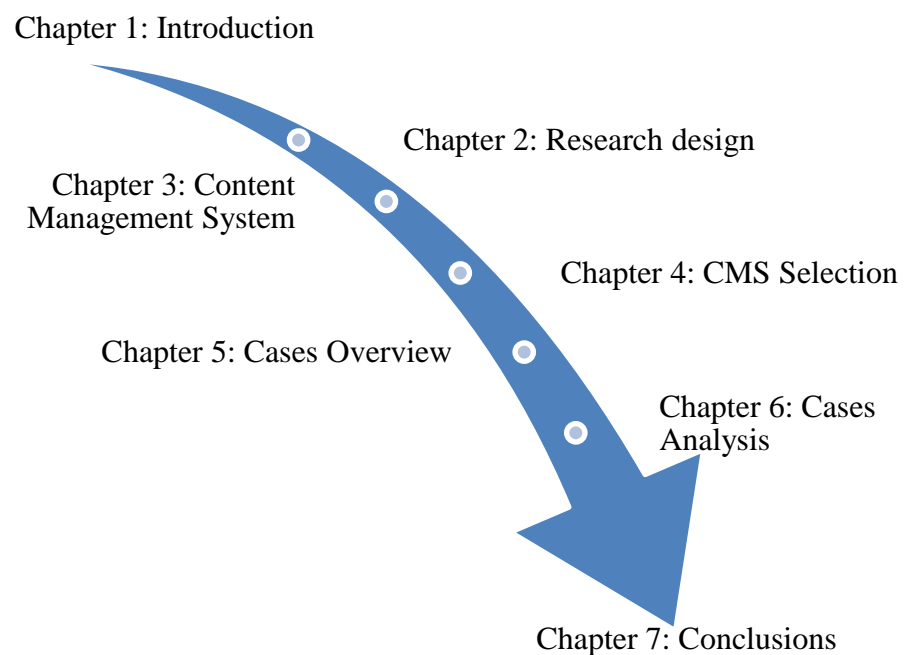 Chapter 1: Introduction
Chapter 2: Research design
Chapter 3: Content
Management System
Chapter 4: CMS Selection
Chapter 5: Cases Overview
Chapter 6: Cases
Analysis
Chapter 7: Conclusions